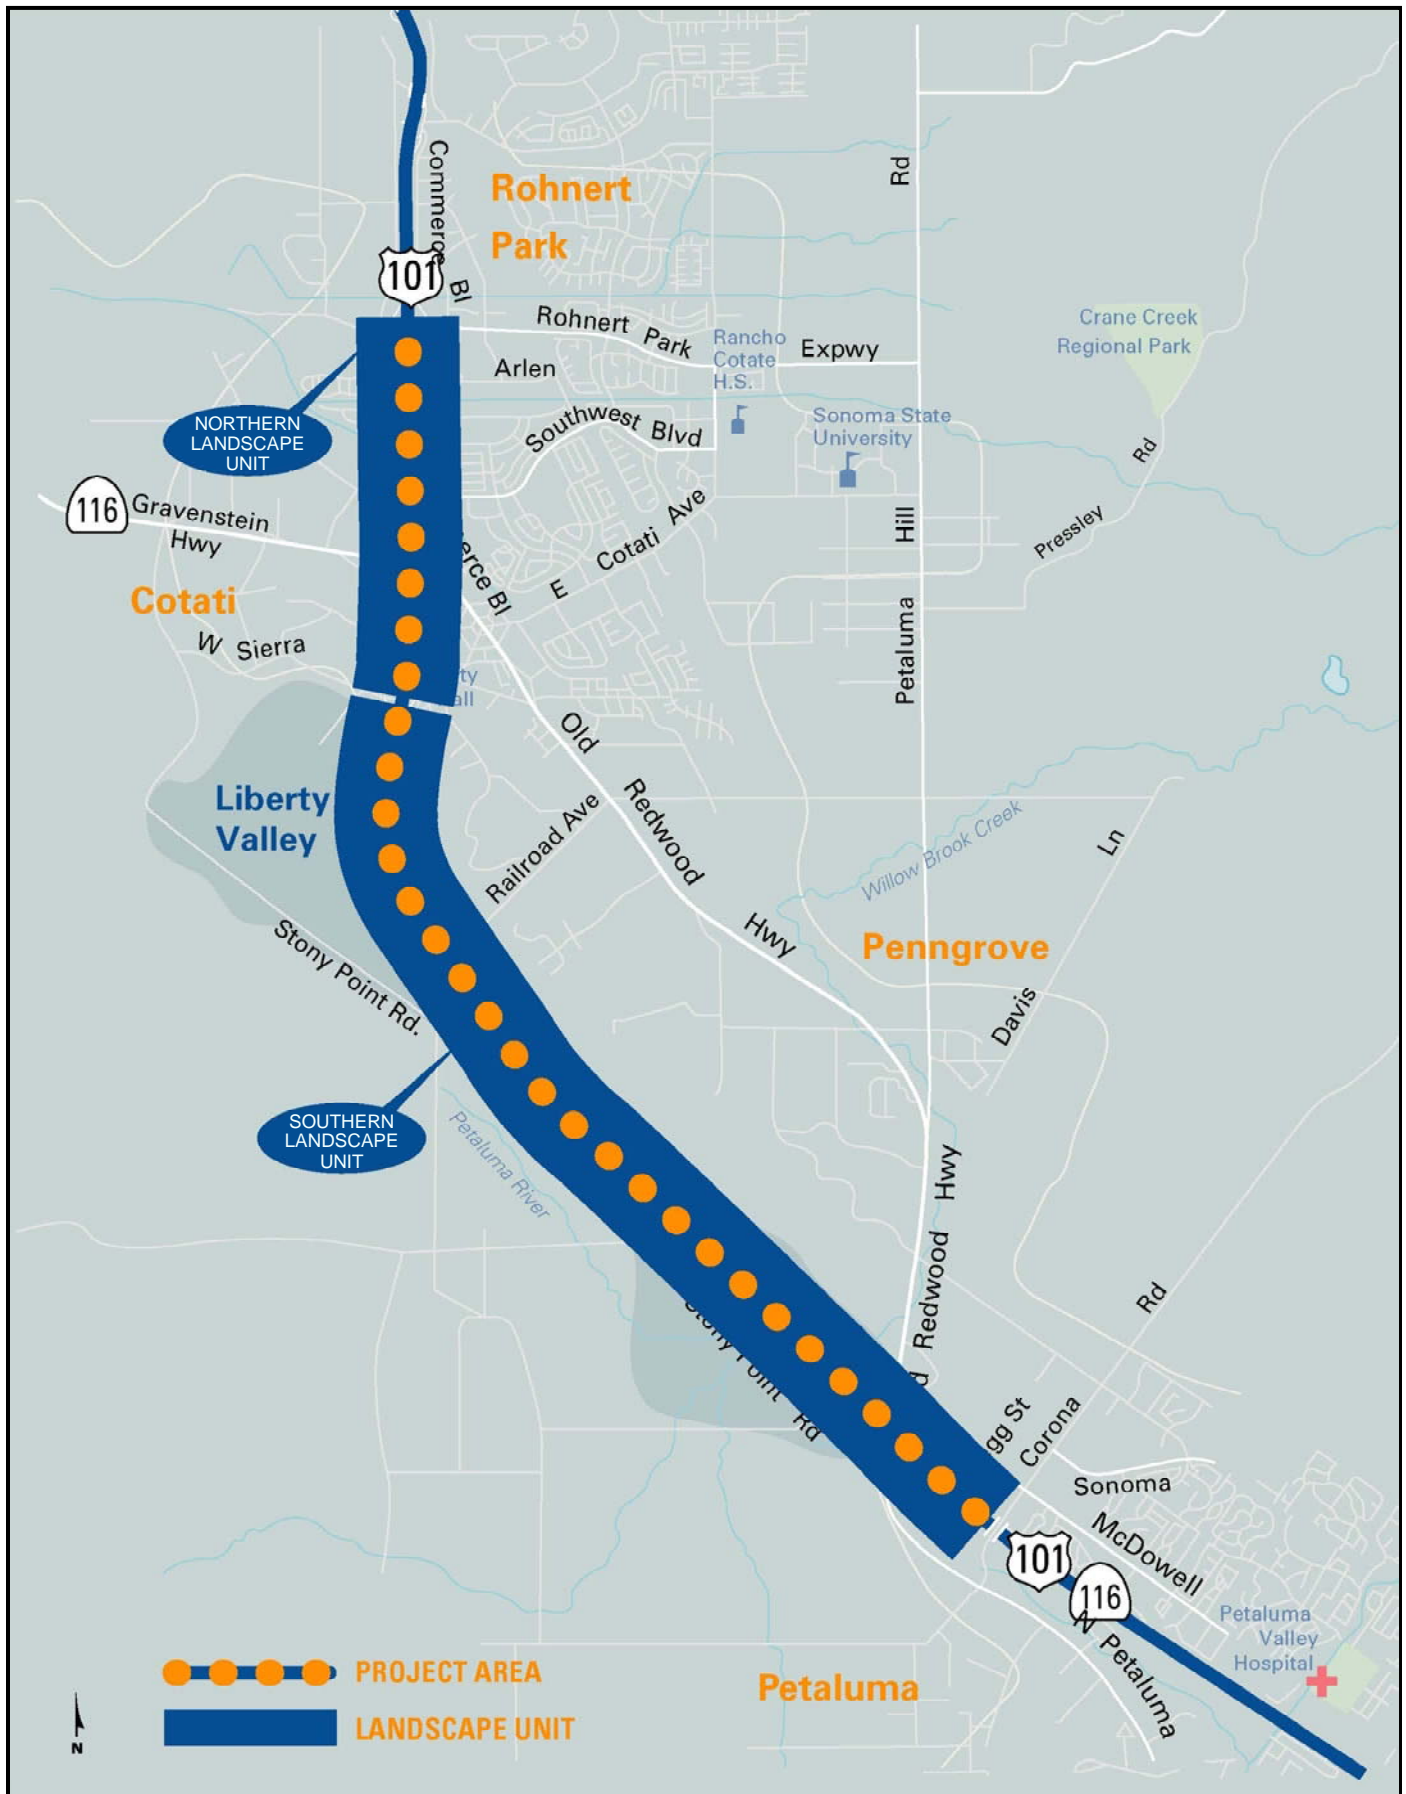 Commerce Bl
Rd
Rohnert
Park
101
Rohnert Park Expwy
Crane Creek
Regional Park
Rancho
Cotate
H.S.
Arlen
NORTHERN
LANDSCAPE
UNIT
Southwest Blvd
Sonoma State
University
Rd
116
Gravenstein
Hwy
E Cotati Ave
Hill
Pressley
erce Bl
Cotati
W Sierra
Petaluma
ty
all
Old Redwood Hwy
Liberty
Valley
Railroad Ave
Willow Brook Creek
Ln
Stony Point Rd.
Penngrove
Davis
SOUTHERN
LANDSCAPE
UNIT
Petaluma River
Redwood Hwy
Rd
Stony Point Rd
d
gg St
Corona
Sonoma
McDowell
101
116
N Petaluma
Petaluma
Valley
Hospital
Petaluma
PROJECT AREA
LANDSCAPE UNIT
N